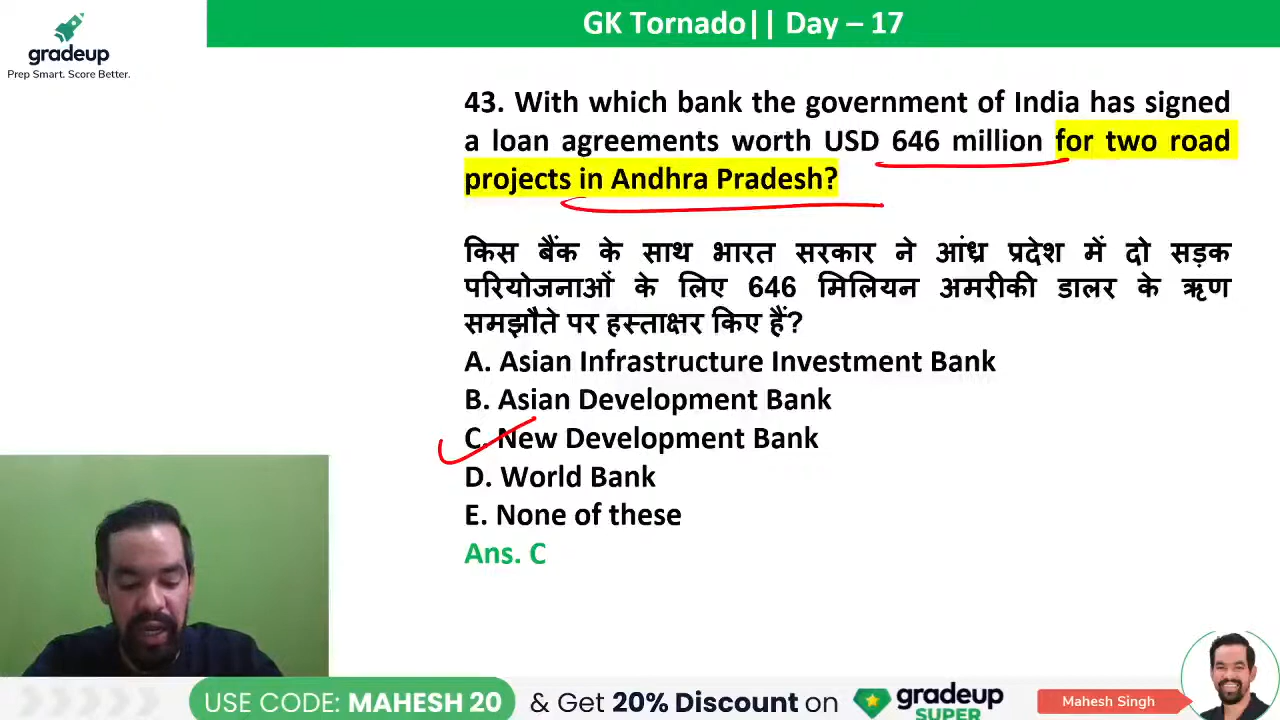 GK Tornado|| Day – 17
gradeup
Prep Smart. Score Better.
43. With which bank the government of India has signed
a loan agreements worth USD 646 million for two road
projects in Andhra Pradesh?
किस बैंक के साथ भारत सरकार ने आंध्र प्रदेश में दो सड़क
परियोजनाओं के लिए 646 मिलियन अमरीकी डालर के ऋण
समझौते पर हस्ताक्षर किए हैं?
A. Asian Infrastructure Investment Bank
B. Asian Development Bank
C. New Development Bank
D. World Bank
E. None of these
Ans. C
USE CODE: MAHESH 20 & Get 20% Discount on gradeup SUPER
Mahesh Singh